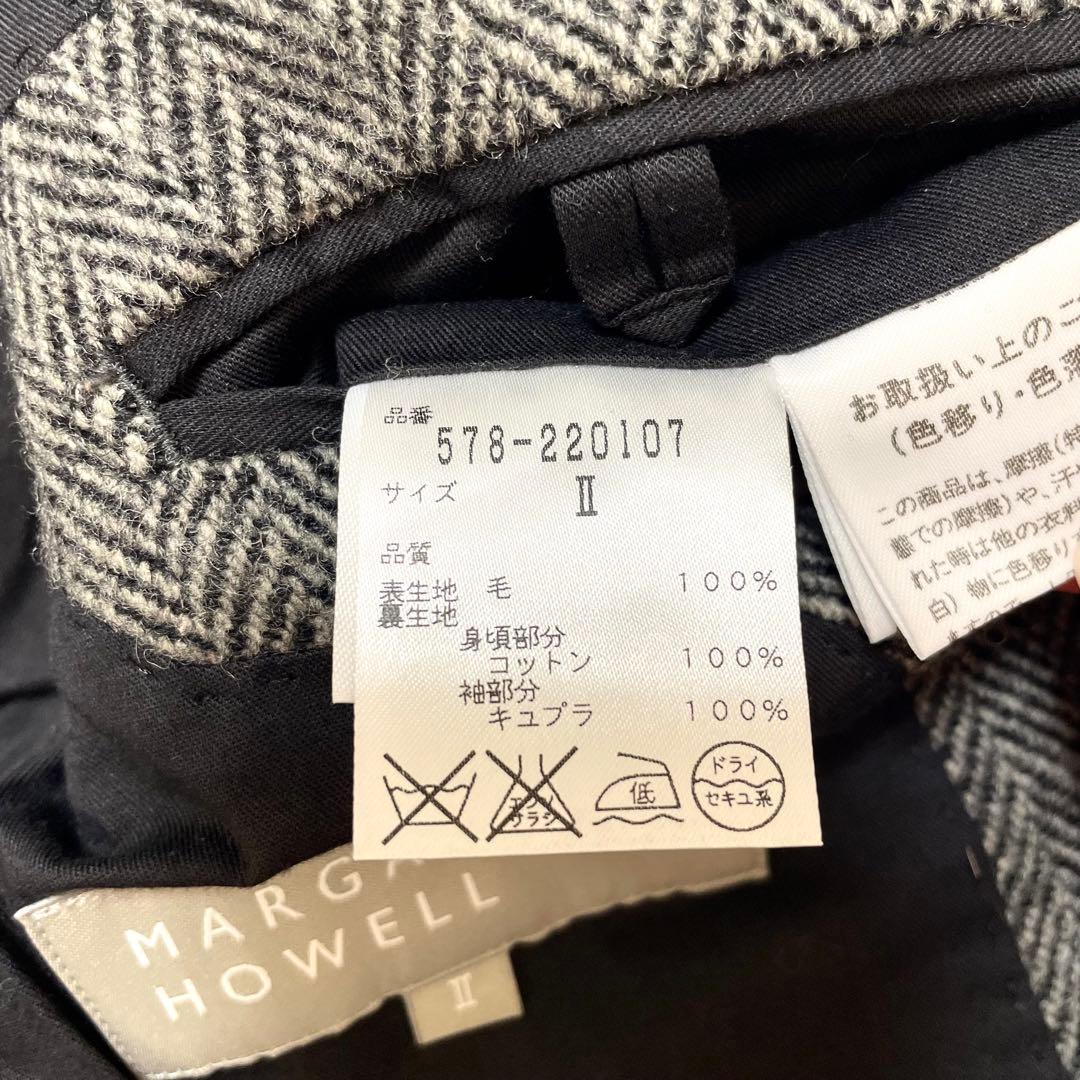 品番
578-220107
サイズ II
品質
表生地 毛 100%
裏生地
身頃部分
コットン 100%
袖部分
キュプラ 100%
低
ドライ
セキユ系
お取扱い上のご
(色移り・色落
この商品は、摩擦(特
擦での摩擦)や、汗や
れた時は他の衣料
白)物に色移り
MARGA
HOWELL
II